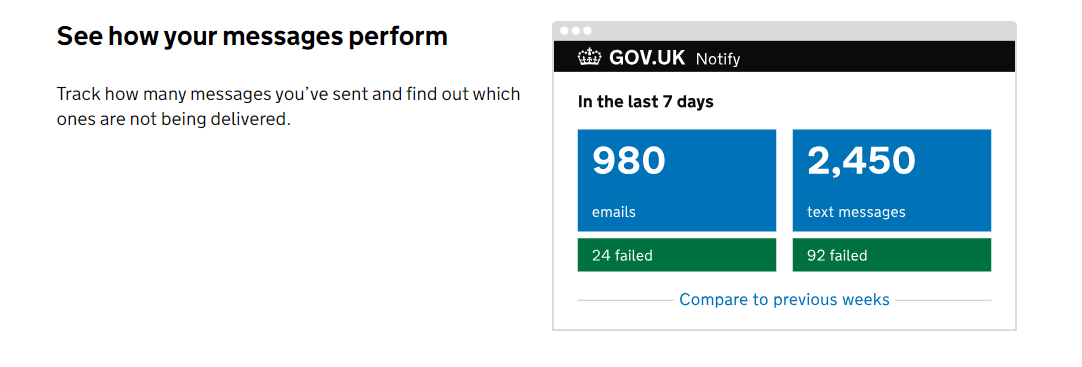 See how your messages perform
Track how many messages you’ve sent and find out which
ones are not being delivered.
GOV.UK Notify
In the last 7 days
980
emails
24 failed
2,450
text messages
92 failed
Compare to previous weeks